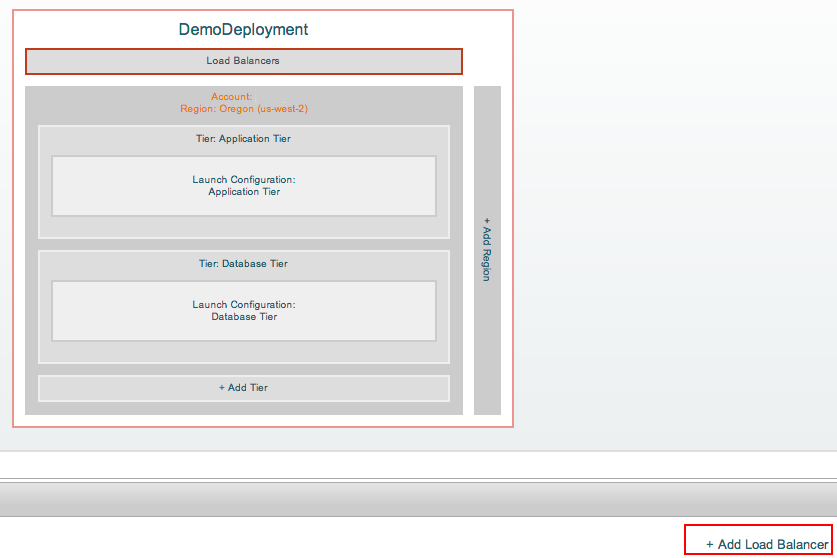 DemoDeployment
Load Balancers
Account:
Region: Oregon (us-west-2)
Tier: Application Tier
Launch Configuration:
Application Tier
Tier: Database Tier
Launch Configuration:
Database Tier
+ Add Tier
+ Add Region
+ Add Load Balancer